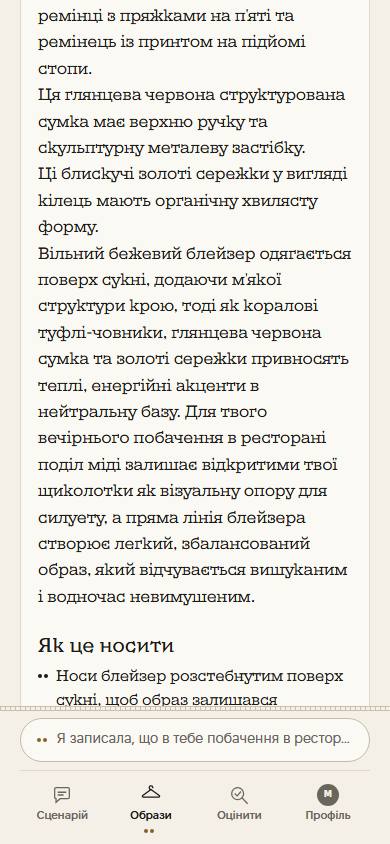 ремінці з пряжками на п'яті та
ремінець із принтом на підйомі
стопи.
Ця глянцева червона структурована
сумка має верхню ручку та
скульптурну металеву застібку.
Ці блискучі золоті сережки у вигляді
кілець мають органічну хвилясту
форму.
Вільний бежевий блейзер одягається
поверх сукні, додаючи м'якої
структури крою, тоді як коралові
туфлі-човники, глянцева червона
сумка та золоті сережки привносять
теплі, енергійні акценти в
нейтральну базу. Для твого
вечірнього побачення в ресторані
поділ міді залишає відкритими твої
щиколотки як візуальну опору для
силуету, а пряма лінія блейзера
створює легкий, збалансований
образ, який відчувається вишуканим
і водночас невимушеним.
Як це носити
•• Носи блейзер розстебнутим поверх
сукні, щоб образ залишався
•• Я записала, що в тебе побачення в рестор...
Сценарій
Образи
Оцінити
М
Профіль